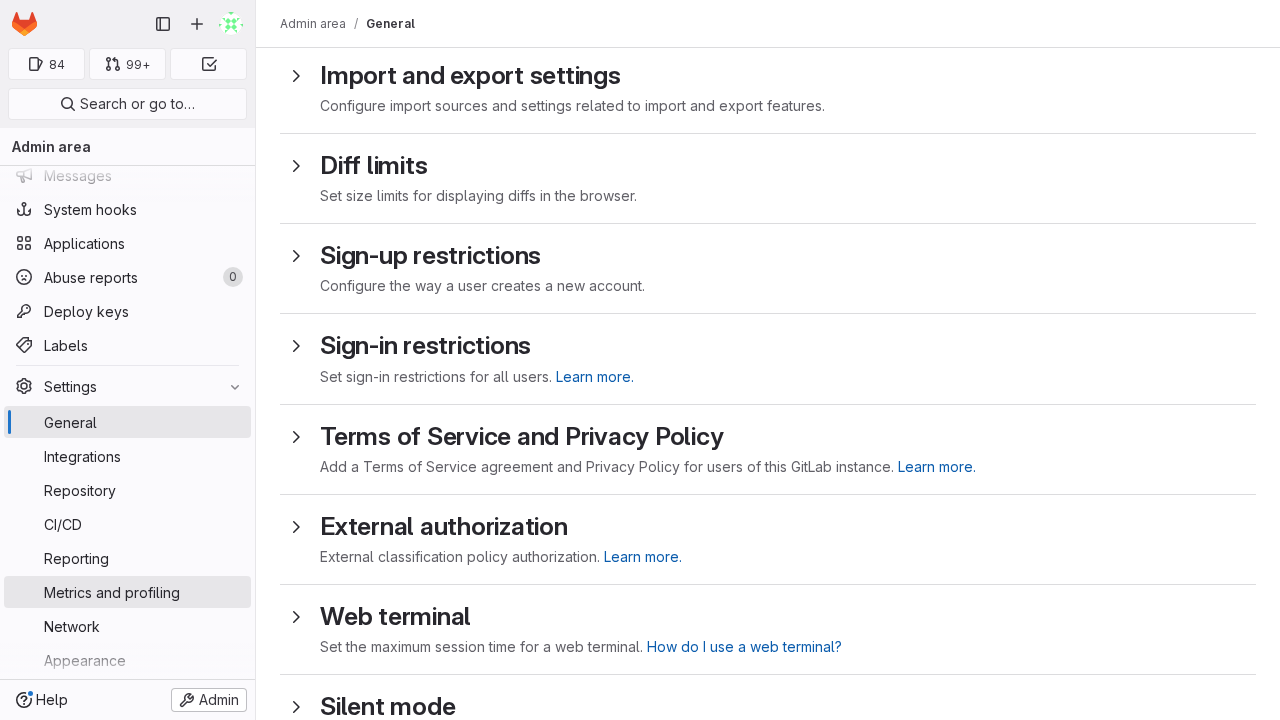 Admin area / General
84
99+
Search or go to…
Admin area
Messages
System hooks
Applications
Abuse reports 0
Deploy keys
Labels
Settings
General
Integrations
Repository
CI/CD
Reporting
Metrics and profiling
Network
Appearance
Help
Admin
Import and export settings
Configure import sources and settings related to import and export features.
Diff limits
Set size limits for displaying diffs in the browser.
Sign-up restrictions
Configure the way a user creates a new account.
Sign-in restrictions
Set sign-in restrictions for all users. Learn more.
Terms of Service and Privacy Policy
Add a Terms of Service agreement and Privacy Policy for users of this GitLab instance. Learn more.
External authorization
External classification policy authorization. Learn more.
Web terminal
Set the maximum session time for a web terminal. How do I use a web terminal?
Silent mode